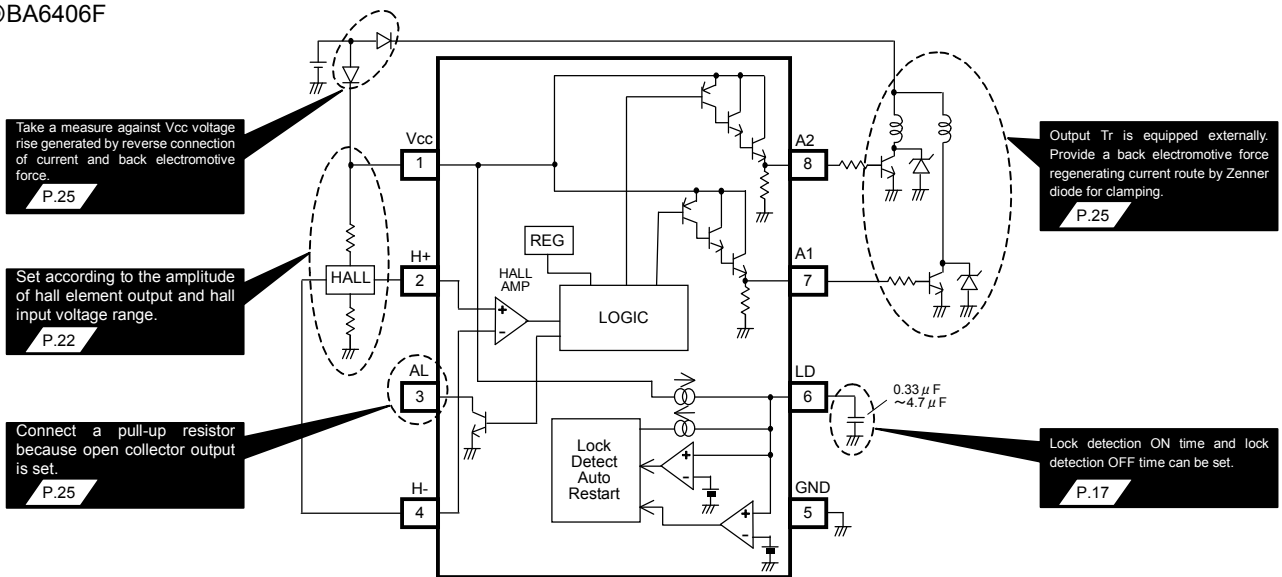 BA6406F
Take a measure against Vcc voltage
rise generated by reverse connection
of current and back electromotive
force.
P.25
Set according to the amplitude
of hall element output and hall
input voltage range.
P.22
Connect a pull-up resistor
because open collector output
is set.
P.25
HALL
Vcc
1
H+
2
AL
3
H-
4
REG
HALL
AMP
+
-
LOGIC
Lock
Detect
Auto
Restart
+
-
+
-
A2
8
A1
7
LD
6
GND
5
0.33μF
~4.7μF
Output Tr is equipped externally.
Provide a back electromotive force
regenerating current route by Zenner
diode for clamping.
P.25
Lock detection ON time and lock
detection OFF time can be set.
P.17